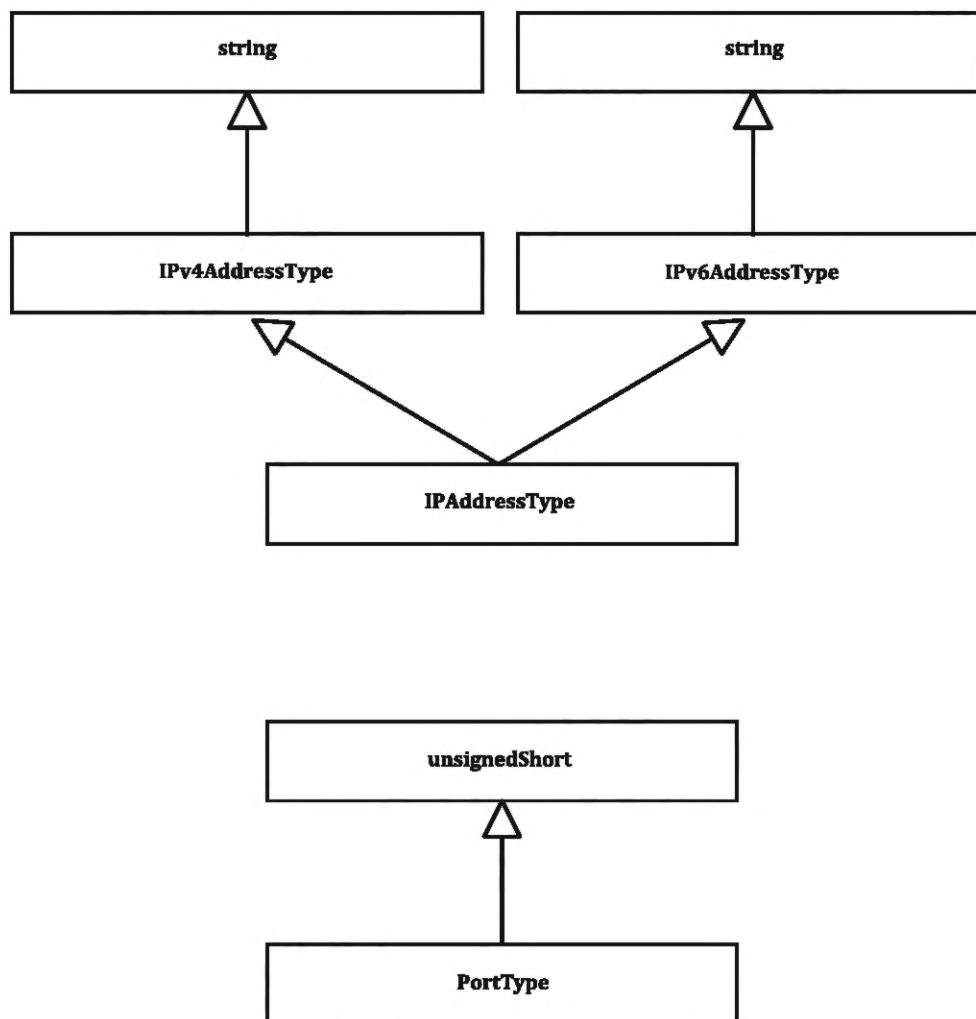 string
string
IPv4AddressType
IPv6AddressType
IPAddressType
unsignedShort
PortType